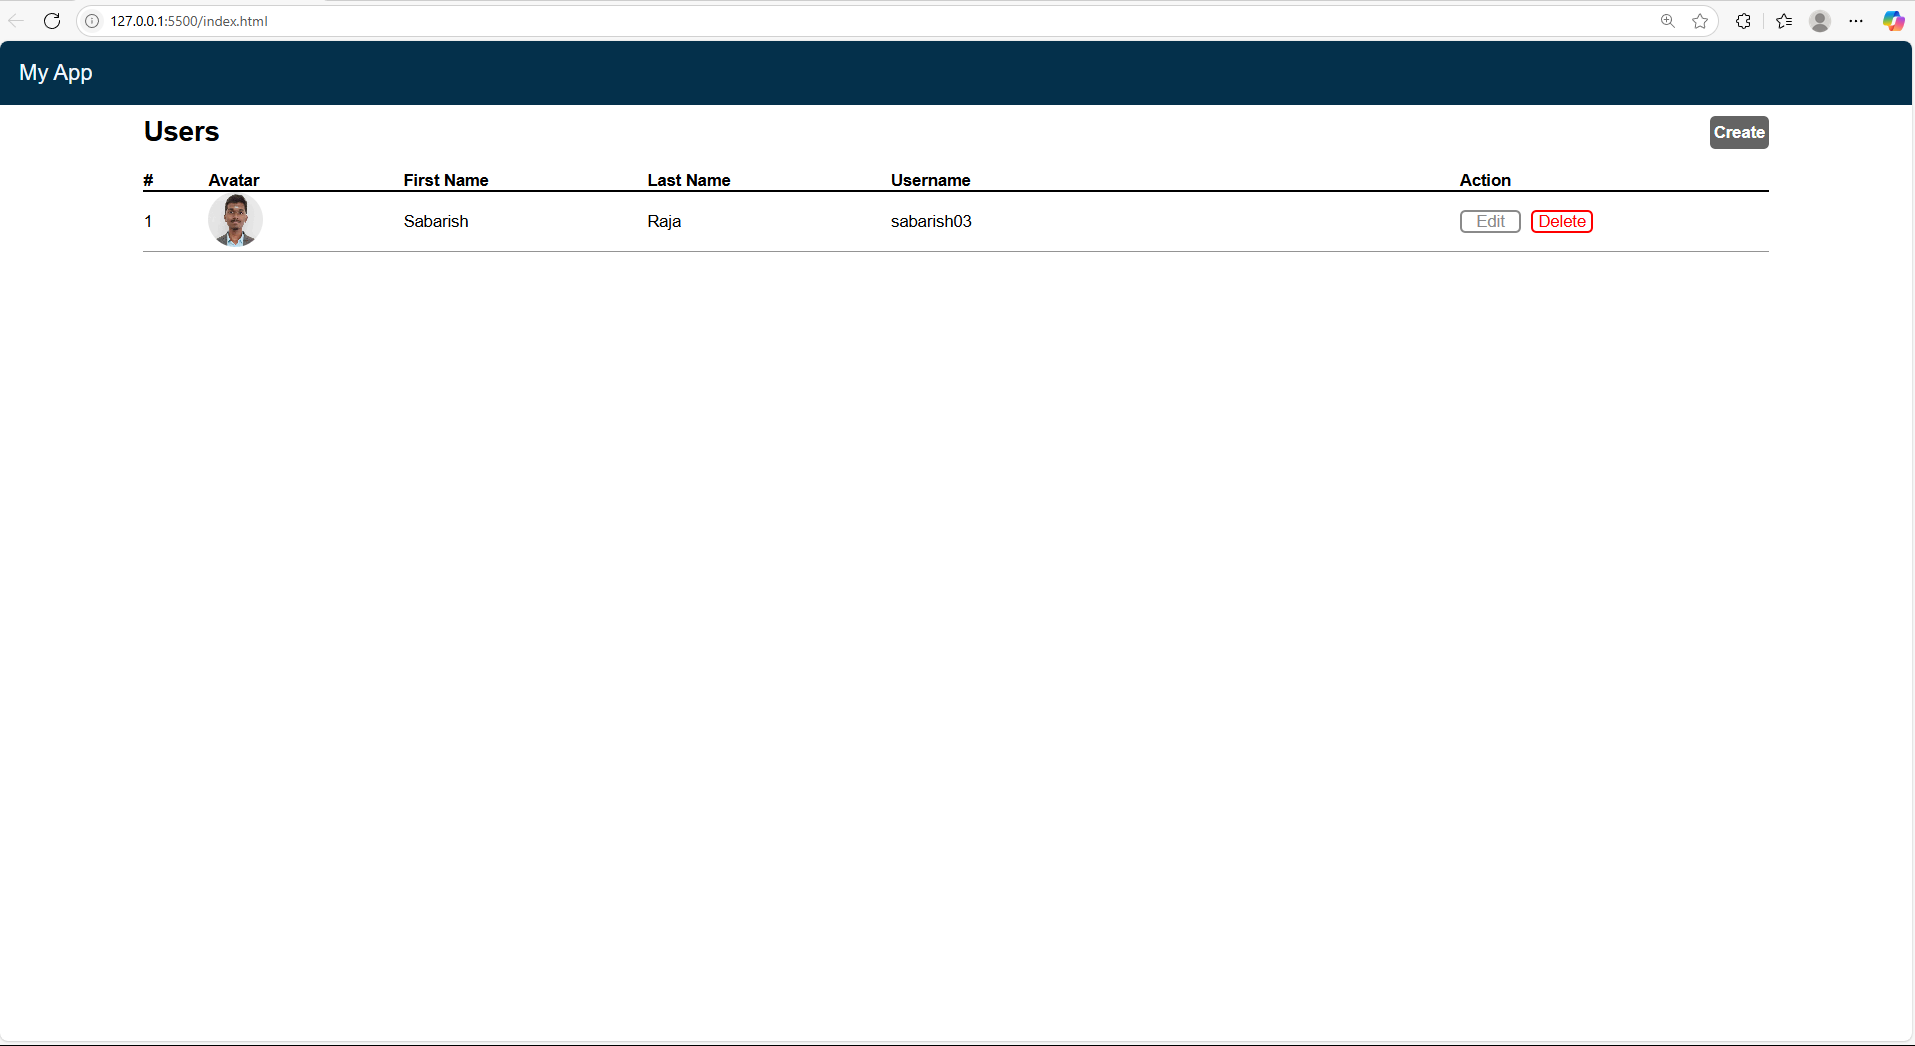 127.0.0.1:5500/index.html
My App
Users
Create
# Avatar First Name Last Name Username Action
1 Sabarish Raja sabarish03 Edit Delete